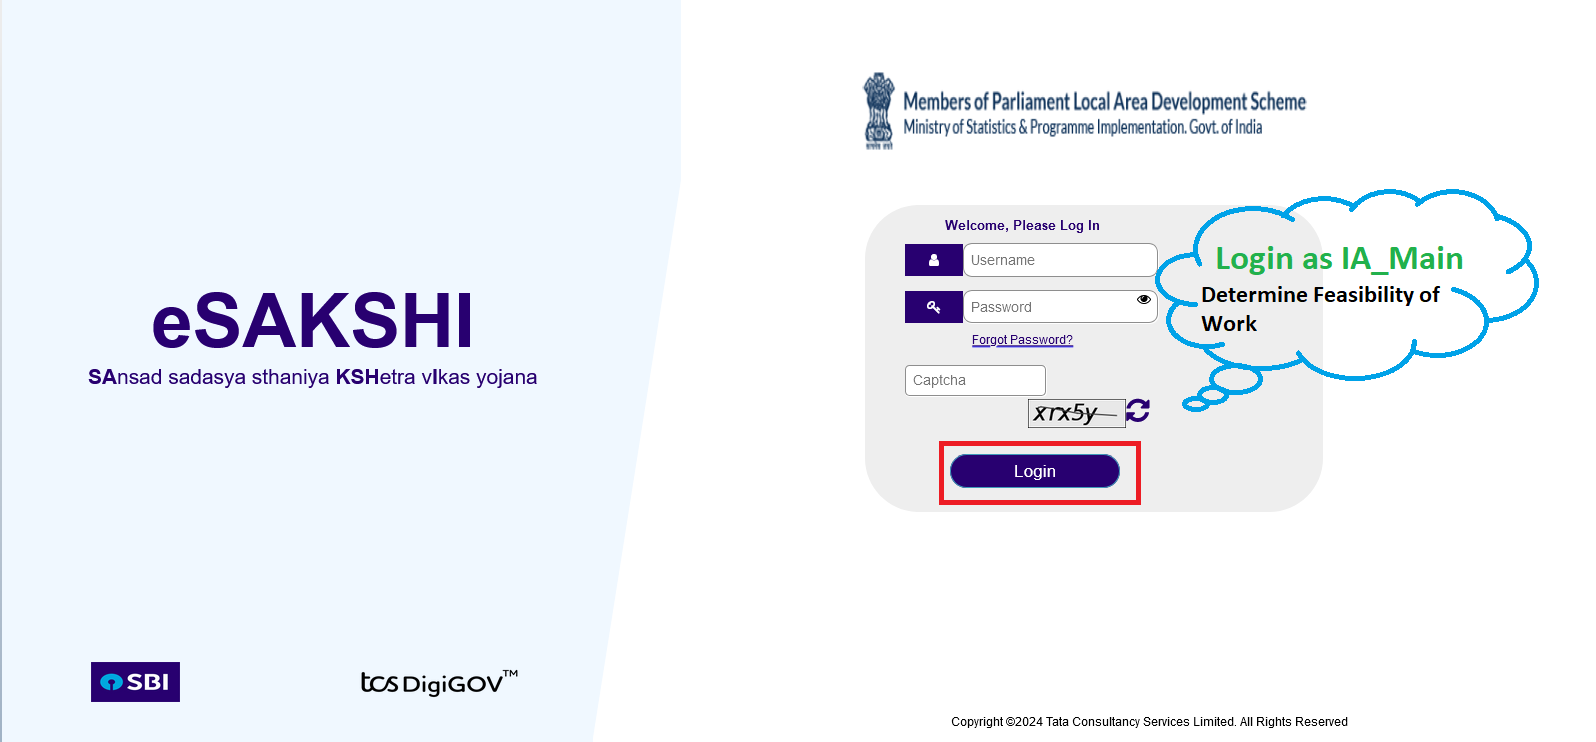 eSAKSHI
SAnsad sadasya sthaniya KSHetra vIkas yojana
SBI
tcs DigiGOV™
Members of Parliament Local Area Development Scheme
Ministry of Statistics & Programme Implementation. Govt. of India
Welcome, Please Log In
Username
Password
Forgot Password?
Captcha
xrx5y
Login
Login as IA_Main
Determine Feasibility of
Work
Copyright ©2024 Tata Consultancy Services Limited. All Rights Reserved